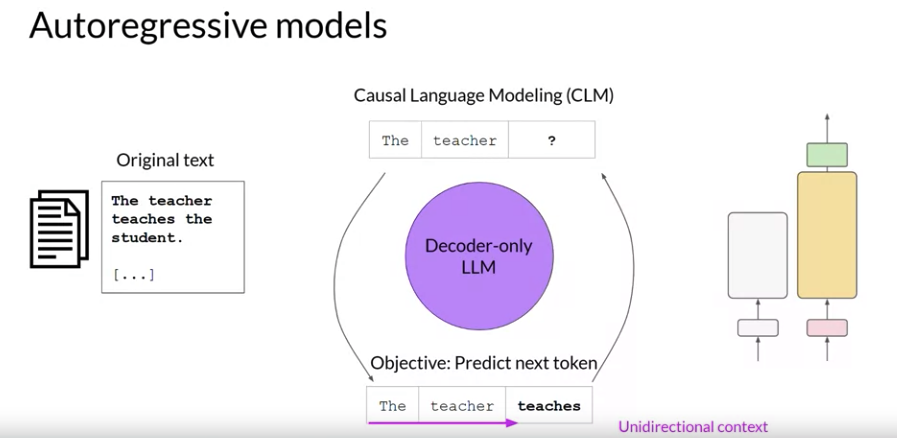 Autoregressive models
Original text
The teacher
teaches the
student.
[...]
Causal Language Modeling (CLM)
The teacher ?
Decoder-only
LLM
Objective: Predict next token
The teacher teaches
Unidirectional context